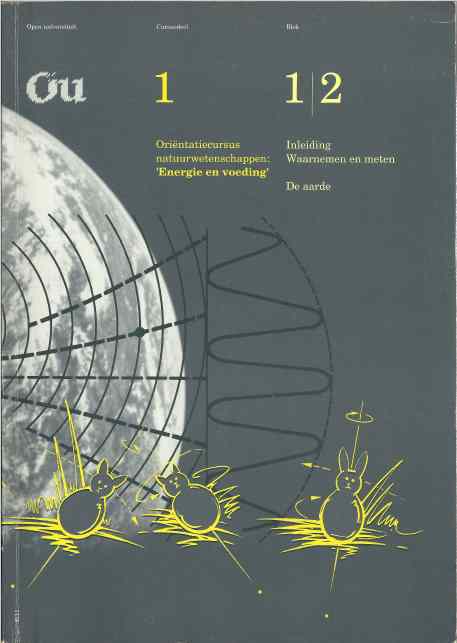 Open universiteit
Cursusdeel
Blok
Ou
1
1|2
Oriëntatiecursus
natuurwetenschappen:
'Energie en voeding'
Inleiding
Waarnemen en meten
De aarde